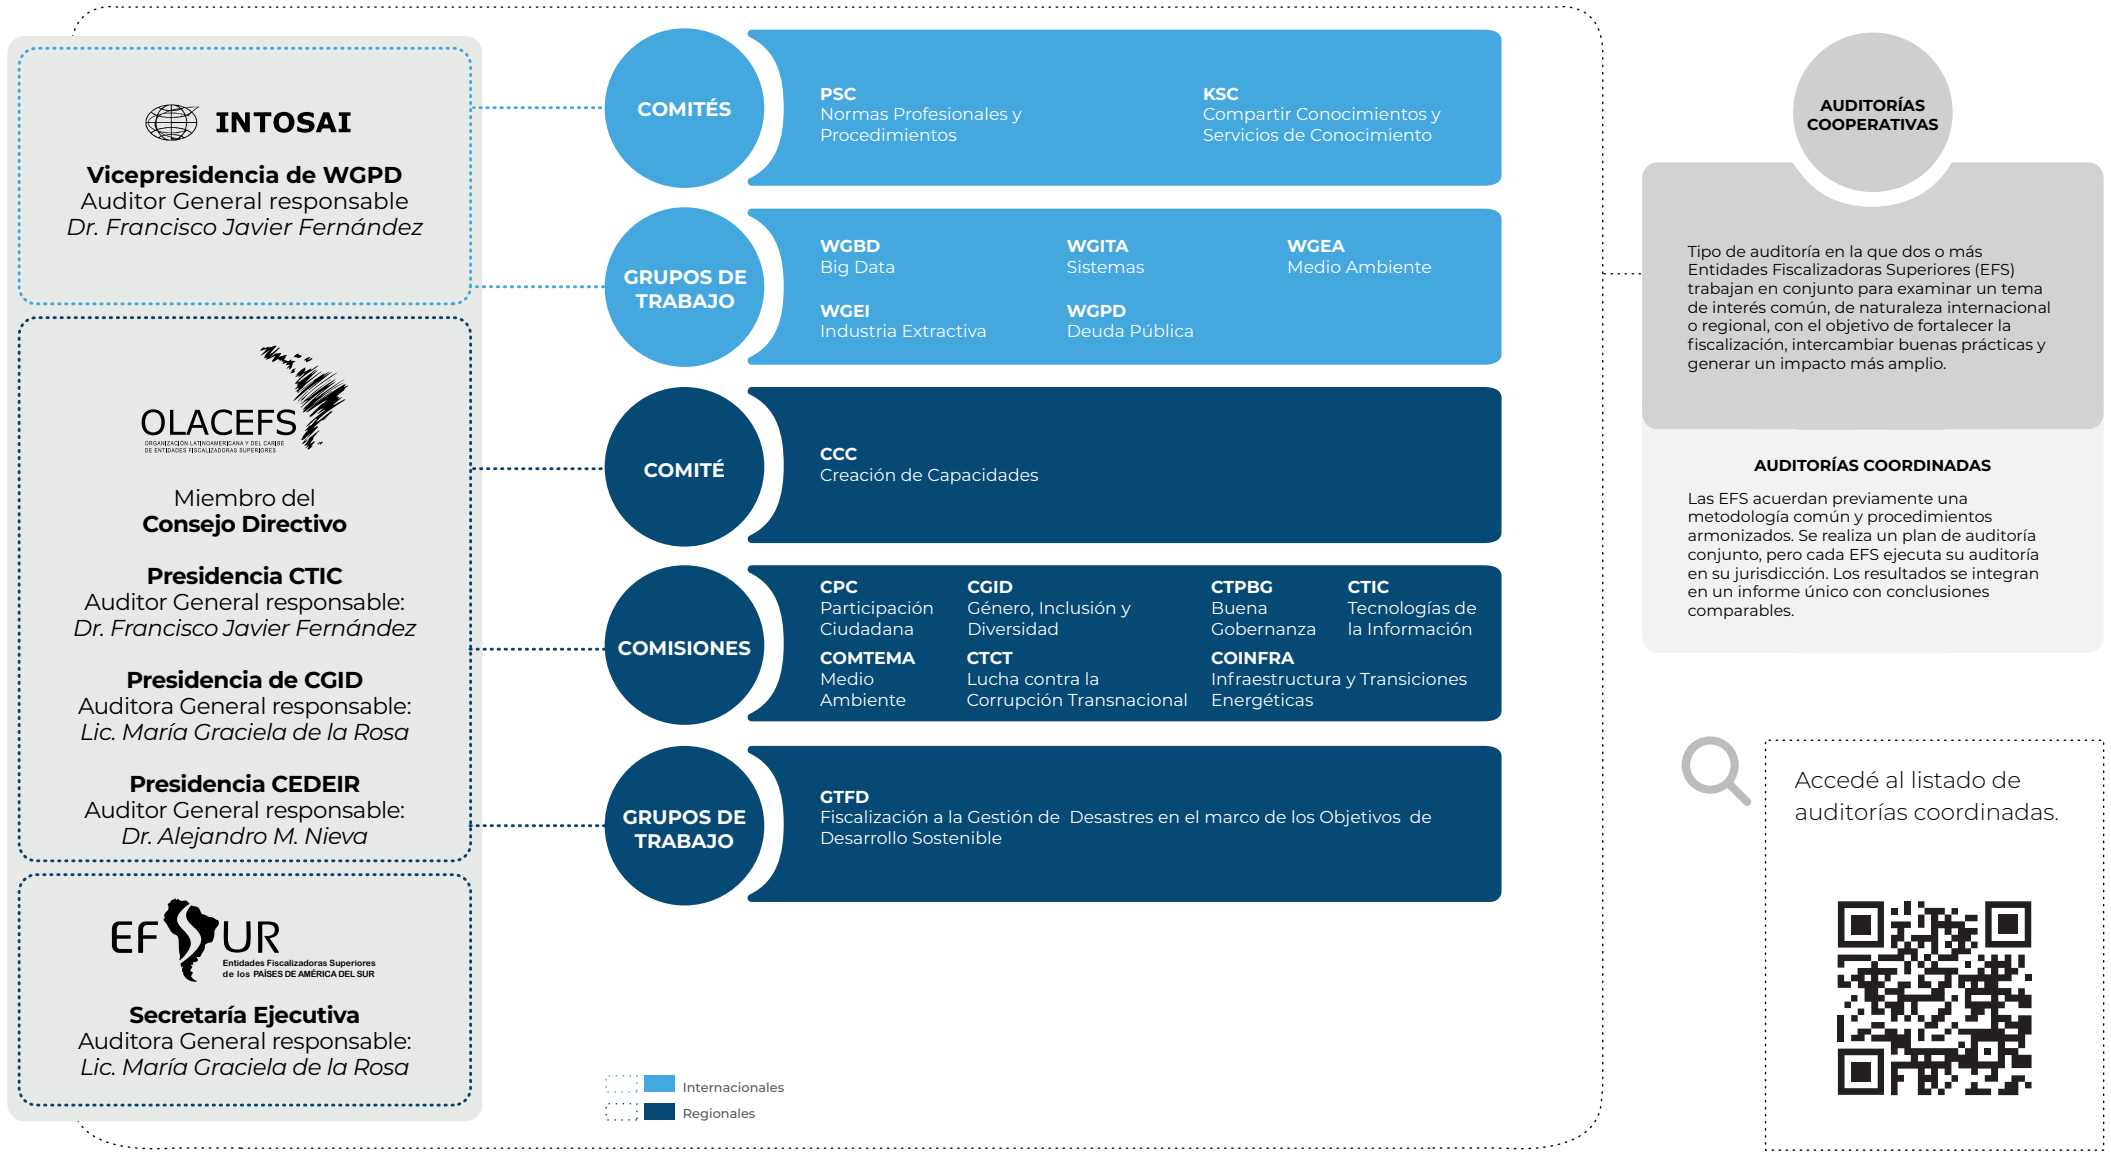 INTOSAI
Vicepresidencia de WGPD
Auditor General responsable
Dr. Francisco Javier Fernández
OLACEFS
ORGANIZACIÓN LATINOAMERICANA Y DEL CARIBE
DE ENTIDADES FISCALIZADORAS SUPERIORES
Miembro del
Consejo Directivo
Presidencia CTIC
Auditor General responsable:
Dr. Francisco Javier Fernández
Presidencia de CGID
Auditora General responsable:
Lic. María Graciela de la Rosa
Presidencia CEDEIR
Auditor General responsable:
Dr. Alejandro M. Nieva
EFSUR
Entidades Fiscalizadoras Superiores
de los PAÍSES DE AMÉRICA DEL SUR
Secretaría Ejecutiva
Auditora General responsable:
Lic. María Graciela de la Rosa
COMITÉS
PSC
Normas Profesionales y
Procedimientos
KSC
Compartir Conocimientos y
Servicios de Conocimiento
GRUPOS DE
TRABAJO
WGBD
Big Data
WGITA
Sistemas
WGEA
Medio Ambiente
WGEI
Industria Extractiva
WGPD
Deuda Pública
COMITÉ
CCC
Creación de Capacidades
COMISIONES
CPC
Participación
Ciudadana
CGID
Género, Inclusión y
Diversidad
CTPBG
Buena
Gobernanza
CTIC
Tecnologías de
la Información
COMTEMA
Medio
Ambiente
CTCT
Lucha contra la
Corrupción Transnacional
COINFRA
Infraestructura y Transiciones
Energéticas
GRUPOS DE
TRABAJO
GTFD
Fiscalización a la Gestión de Desastres en el marco de los Objetivos de
Desarrollo Sostenible
Internacionales
Regionales
AUDITORÍAS
COOPERATIVAS
Tipo de auditoría en la que dos o más
Entidades Fiscalizadoras Superiores (EFS)
trabajan en conjunto para examinar un tema
de interés común, de naturaleza internacional
o regional, con el objetivo de fortalecer la
fiscalización, intercambiar buenas prácticas y
generar un impacto más amplio.
AUDITORÍAS COORDINADAS
Las EFS acuerdan previamente una
metodología común y procedimientos
armonizados. Se realiza un plan de auditoría
conjunto, pero cada EFS ejecuta su auditoría
en su jurisdicción. Los resultados se integran
en un informe único con conclusiones
comparables.
Accedé al listado de
auditorías coordinadas.